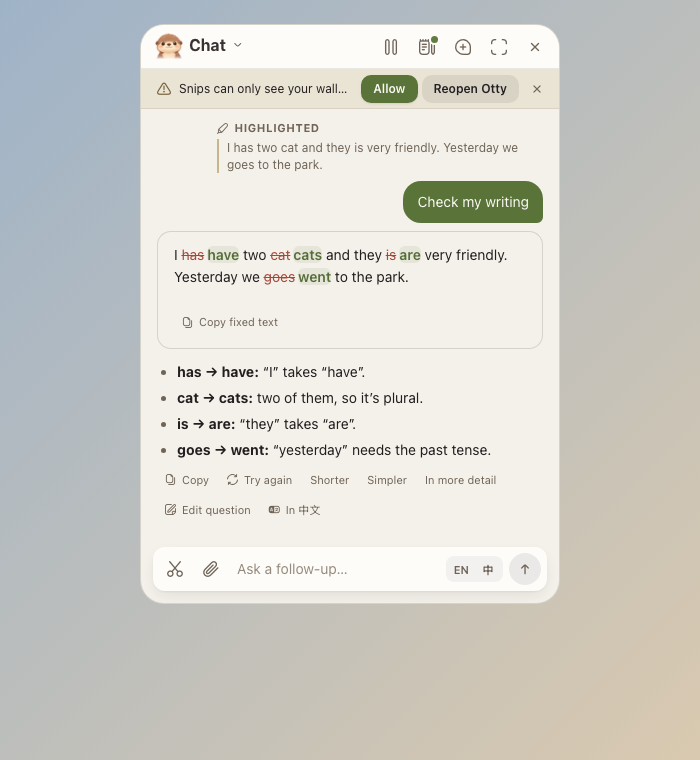 Chat
Snips can only see your wall...
Allow
Reopen Otty
HIGHLIGHTED
I has two cat and they is very friendly. Yesterday we
goes to the park.
Check my writing
I has have two cat cats and they is are very friendly.
Yesterday we goes went to the park.
Copy fixed text
has → have: “I” takes “have”.
cat → cats: two of them, so it’s plural.
is → are: “they” takes “are”.
goes → went: “yesterday” needs the past tense.
Copy
Try again
Shorter
Simpler
In more detail
Edit question
In 中文
Ask a follow-up...
EN
中